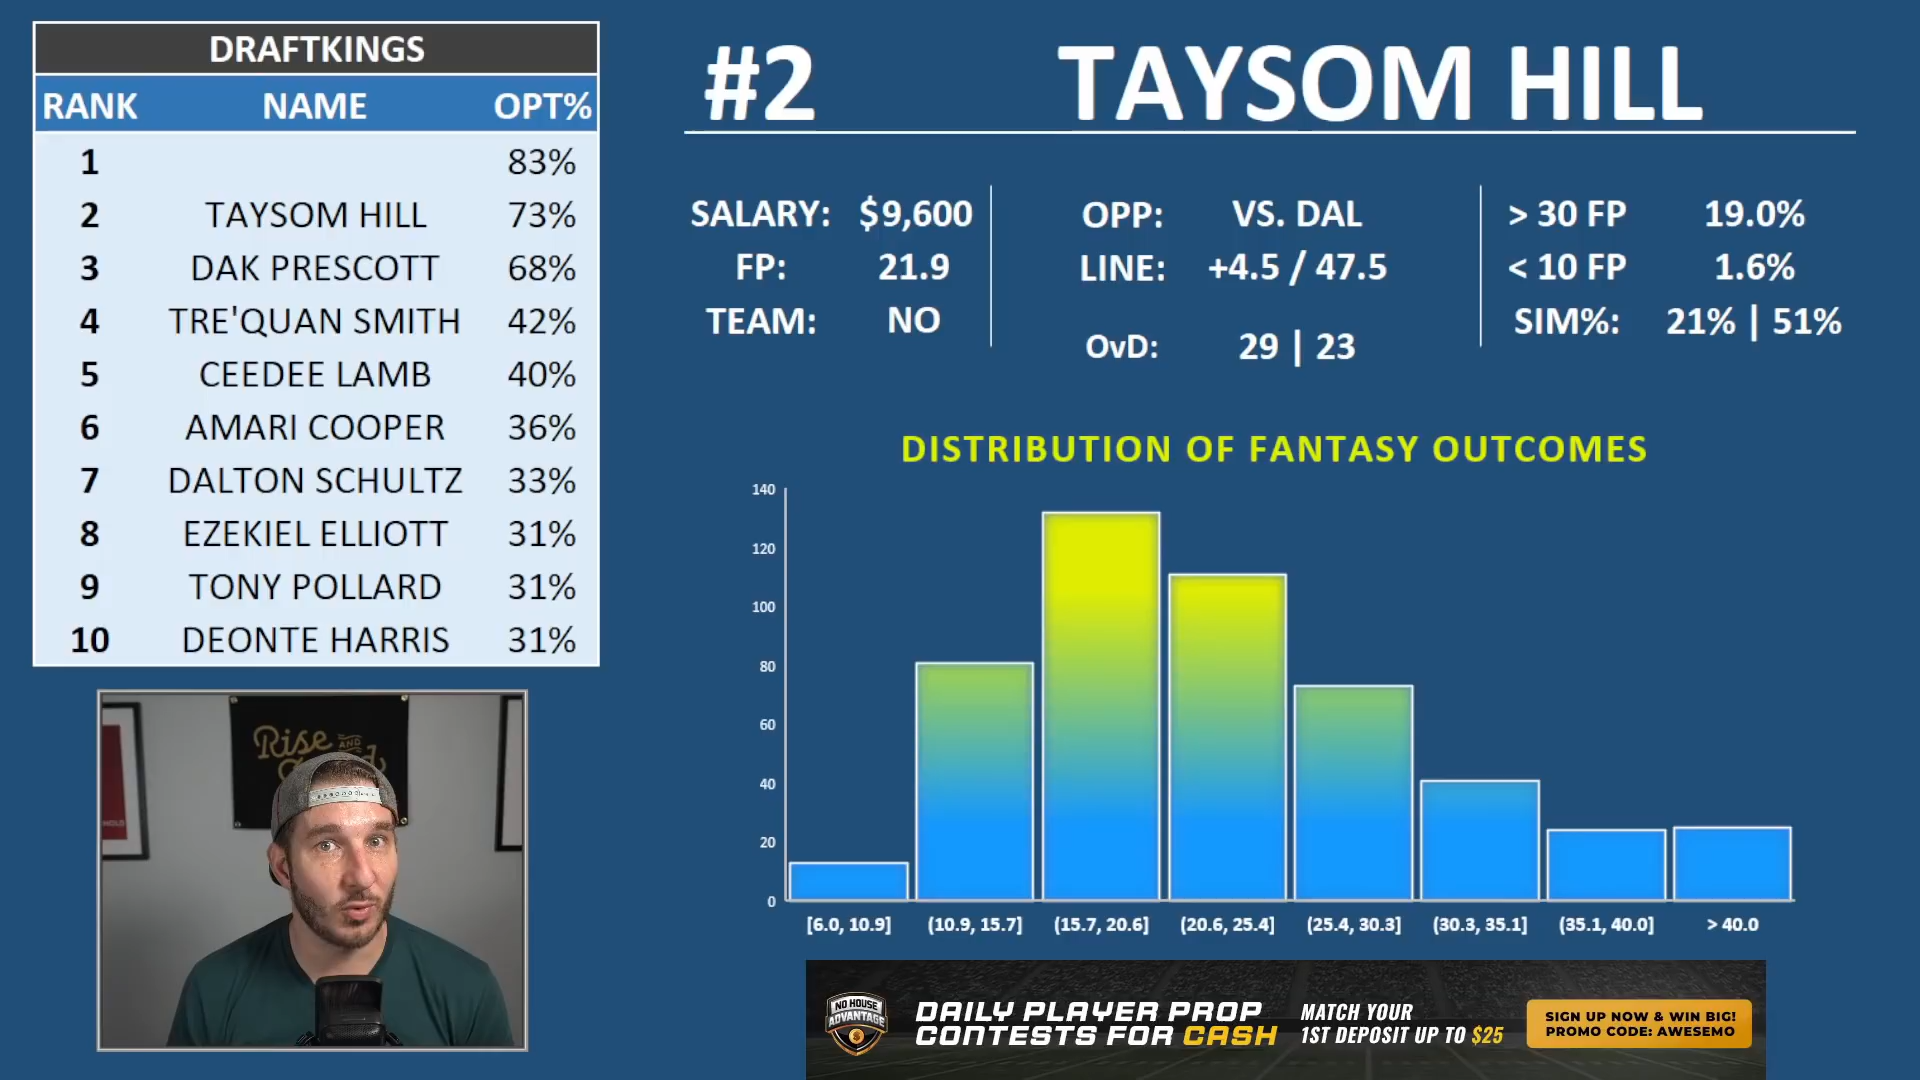 DRAFTKINGS
RANK NAME OPT%
1 83%
2 TAYSOM HILL 73%
3 DAK PRESCOTT 68%
4 TRE'QUAN SMITH 42%
5 CEEDEE LAMB 40%
6 AMARI COOPER 36%
7 DALTON SCHULTZ 33%
8 EZEKIEL ELLIOTT 31%
9 TONY POLLARD 31%
10 DEONTE HARRIS 31%
#2 TAYSOM HILL
SALARY: $9,600
FP: 21.9
TEAM: NO
OPP: VS. DAL
LINE: +4.5 / 47.5
OvD: 29 | 23
> 30 FP 19.0%
< 10 FP 1.6%
SIM%: 21% | 51%
DISTRIBUTION OF FANTASY OUTCOMES
140
120
100
80
60
40
20
0
[6.0, 10.9] (10.9, 15.7] (15.7, 20.6] (20.6, 25.4] (25.4, 30.3] (30.3, 35.1] (35.1, 40.0] > 40.0
Rise AND
NO HOUSE
ADVANTAGE
DAILY PLAYER PROP
CONTESTS FOR CASH
MATCH YOUR
1ST DEPOSIT UP TO $25
SIGN UP NOW & WIN BIG!
PROMO CODE: AWESEMO